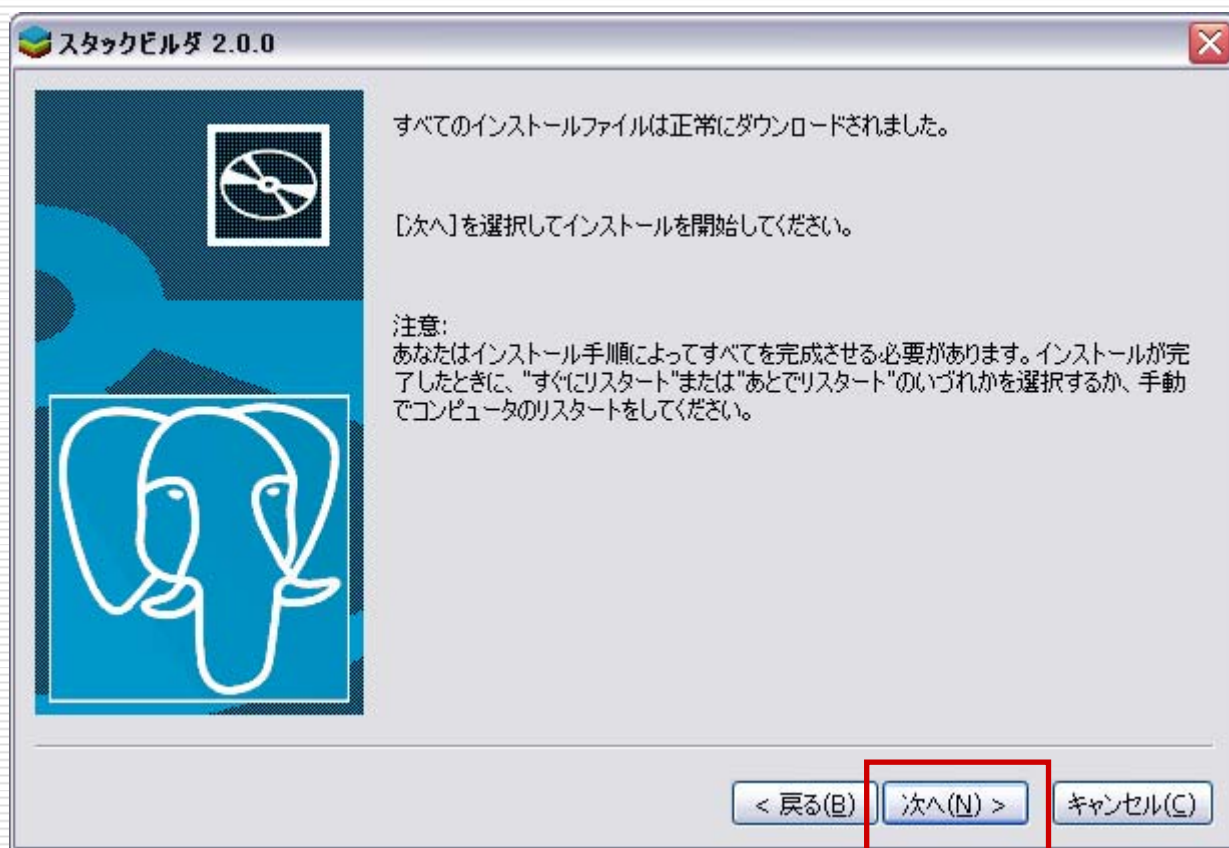 スタックビルダ 2.0.0
すべてのインストールファイルは正常にダウンロードされました。
[次へ]を選択してインストールを開始してください。
注意:
あなたはインストール手順によってすべてを完成させる必要があります。インストールが完
了したときに、"すぐにリスタート"または"あとでリスタート"のいづれかを選択するか、手動
でコンピュータのリスタートをしてください。
< 戻る(B)
次へ(N) >
キャンセル(C)